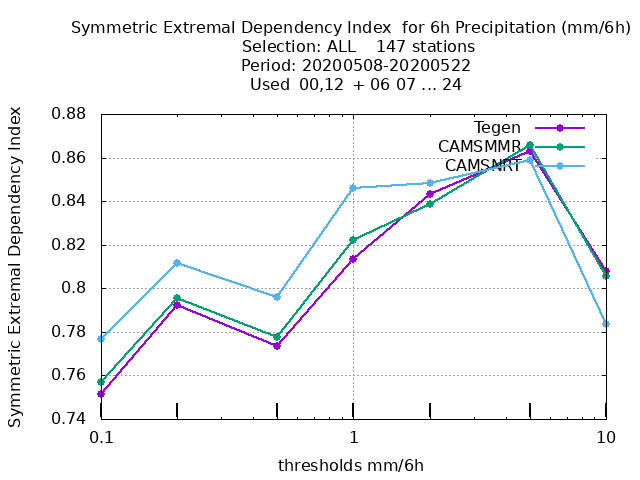 Symmetric Extremal Dependency Index  for 6h Precipitation (mm/6h)
Selection: ALL    147 stations
Period: 20200508-20200522
Used  00,12  + 06 07 ... 24
Symmetric Extremal Dependency Index
0.88
0.86
0.84
0.82
0.8
0.78
0.76
0.74
Tegen
CAMSMMR
CAMSNRT
0.1
1
10
thresholds mm/6h